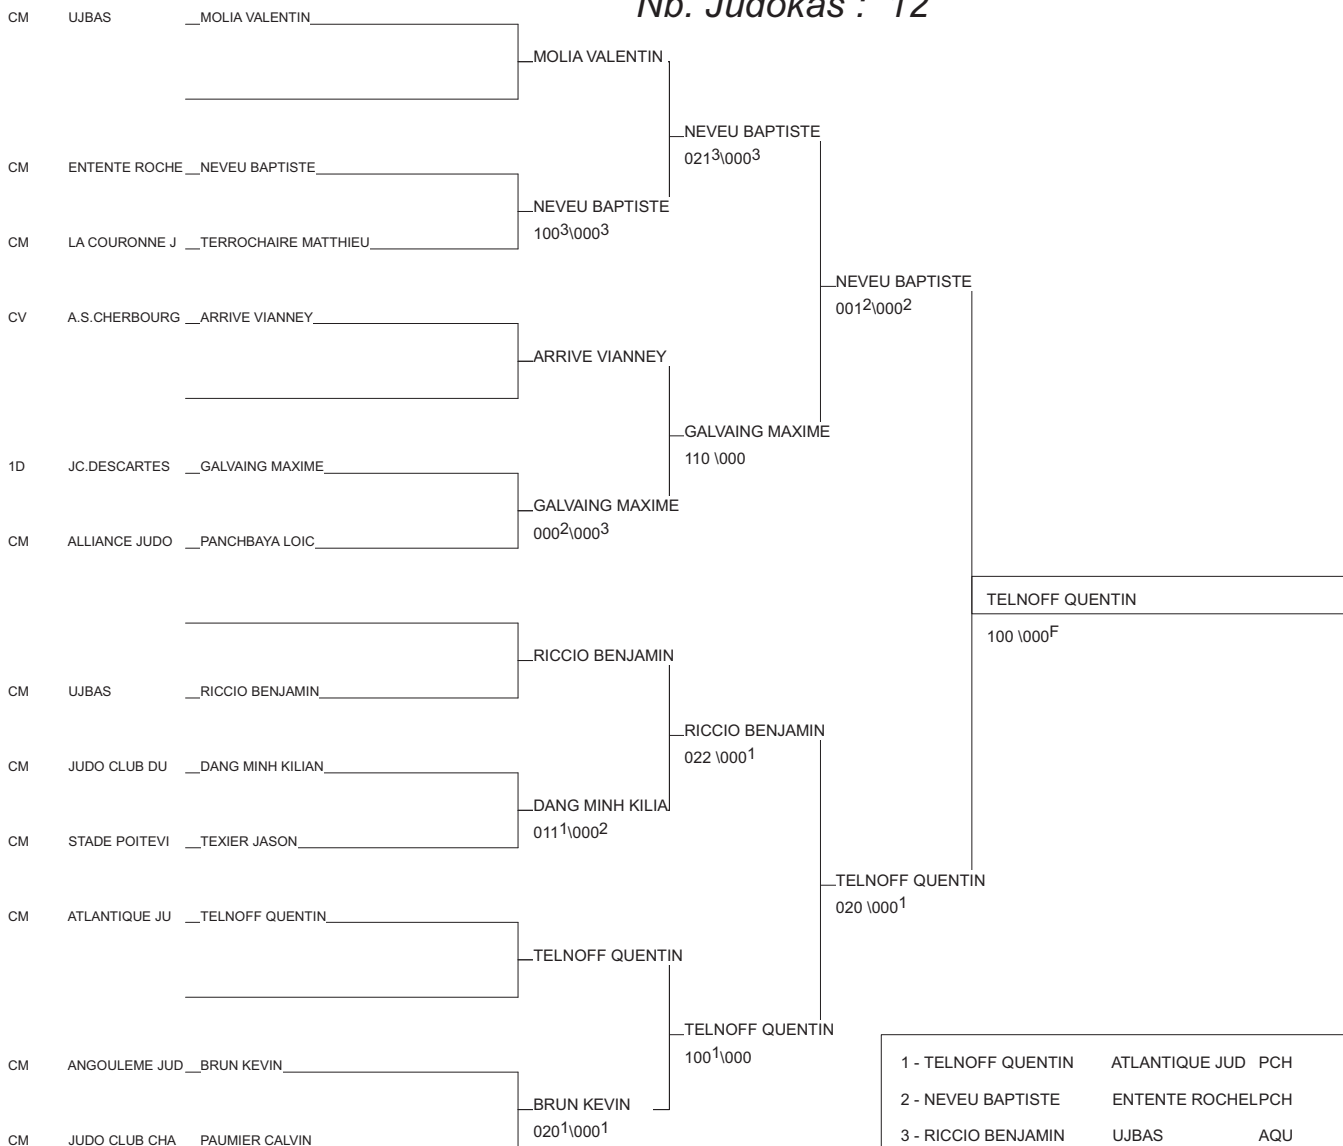 Nb. Judokas : 12
CM UJBAS MOLIA VALENTIN
MOLIA VALENTIN
NEVEU BAPTISTE
021³\000³
CM ENTENTE ROCHE NEVEU BAPTISTE
NEVEU BAPTISTE
100³\000³
CM LA COURONNE J TERROCHAIRE MATTHIEU
NEVEU BAPTISTE
001²\000²
CV A.S.CHERBOURG ARRIVE VIANNEY
ARRIVE VIANNEY
GALVAING MAXIME
110 \000
1D JC.DESCARTES GALVAING MAXIME
GALVAING MAXIME
000²\000³
CM ALLIANCE JUDO PANCHBAYA LOIC
TELNOFF QUENTIN
100 \000F
RICCIO BENJAMIN
CM UJBAS RICCIO BENJAMIN
RICCIO BENJAMIN
022 \000¹
CM JUDO CLUB DU DANG MINH KILIAN
DANG MINH KILIA
011¹\000²
CM STADE POITEVI TEXIER JASON
TELNOFF QUENTIN
020 \000¹
CM ATLANTIQUE JU TELNOFF QUENTIN
TELNOFF QUENTIN
TELNOFF QUENTIN
100¹\000
CM ANGOULEME JUD BRUN KEVIN
BRUN KEVIN
020¹\000¹
CM JUDO CLUB CHA PAUMIER CALVIN
1 - TELNOFF QUENTIN ATLANTIQUE JUD PCH
2 - NEVEU BAPTISTE ENTENTE ROCHELPCH
3 - RICCIO BENJAMIN UJBAS AQU